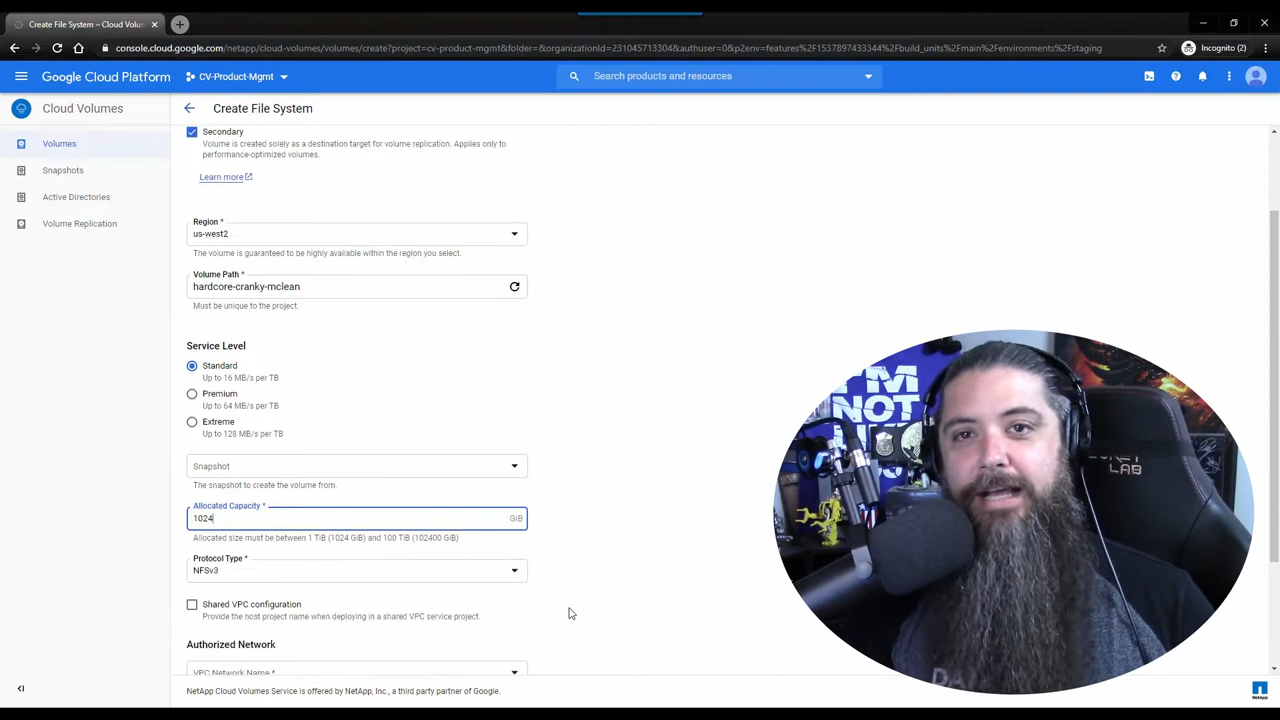 Create File System – Cloud Volu
console.cloud.google.com/netapp/cloud-volumes/volumes/create?project=cv-product-mgmt&folder=&organizationId=231045713304&authuser=0&p2env=features%2F1537897433344%2Fbuild_units%2Fmain%2Fenvironments%2Fstaging
Incognito (2)
Google Cloud Platform
CV-Product-Mgmt
Search products and resources
Cloud Volumes
Create File System
Volumes
Snapshots
Active Directories
Volume Replication
Secondary
Volume is created solely as a destination target for volume replication. Applies only to
performance-optimized volumes.
Learn more
Region *
us-west2
The volume is guaranteed to be highly available within the region you select.
Volume Path *
hardcore-cranky-mclean
Must be unique to the project.
Service Level
Standard
Up to 16 MB/s per TB
Premium
Up to 64 MB/s per TB
Extreme
Up to 128 MB/s per TB
Snapshot
The snapshot to create the volume from.
Allocated Capacity *
1024 GiB
Allocated size must be between 1 TiB (1024 GiB) and 100 TiB (102400 GiB)
Protocol Type *
NFSv3
Shared VPC configuration
Provide the host project name when deploying in a shared VPC service project.
Authorized Network
VPC Network Name *
NetApp Cloud Volumes Service is offered by NetApp, Inc., a third party partner of Google.
NetApp
I'M
NOT
LAB